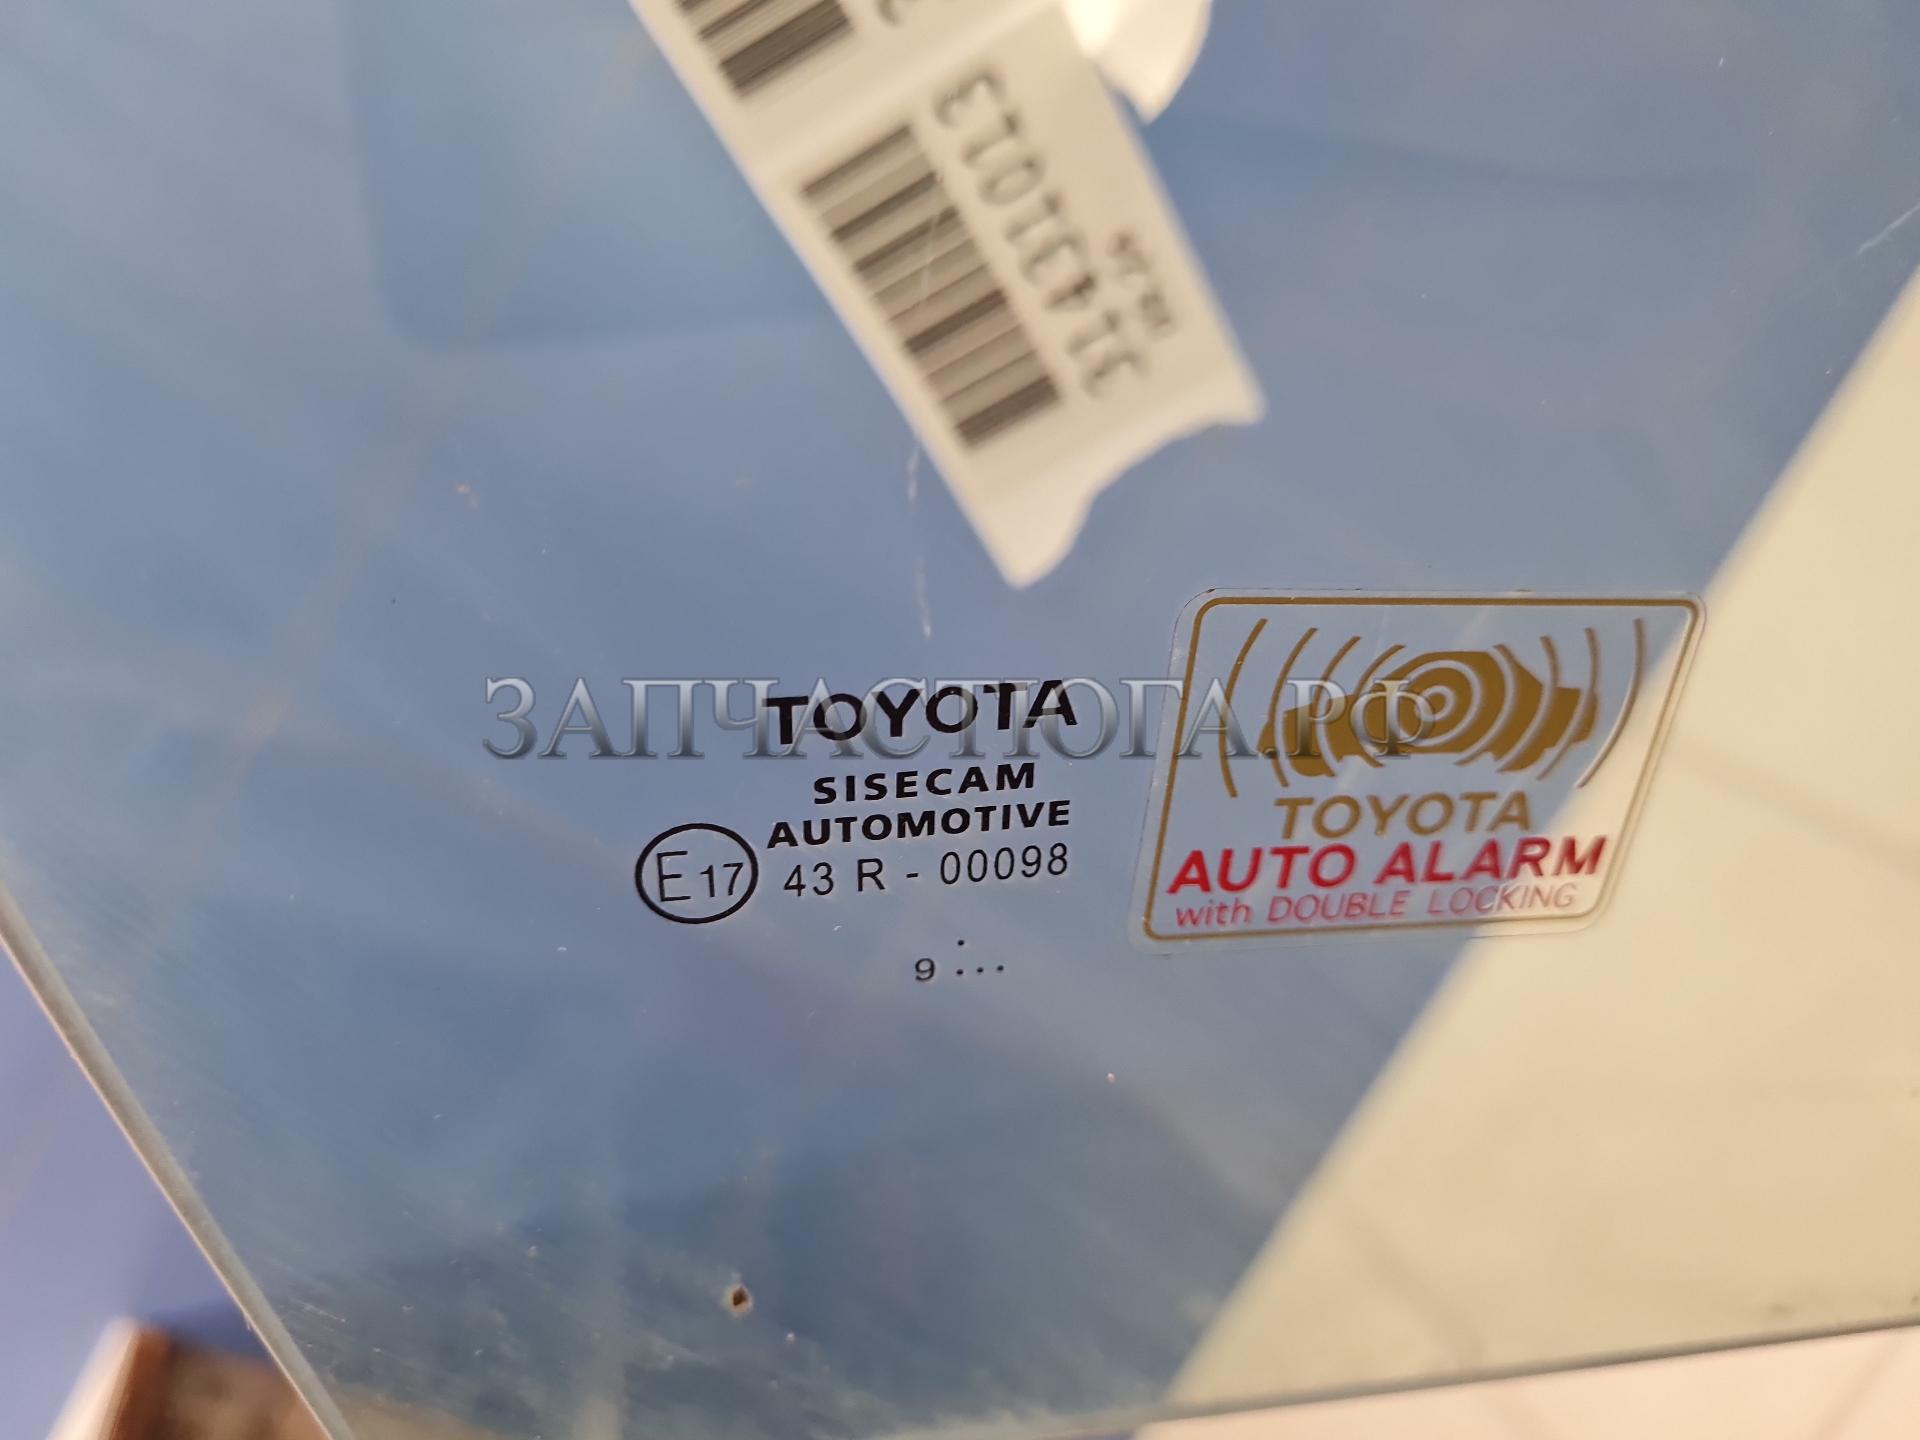 31431013
ЗАПЧАСТЮГА.РФ
TOYOTA
SISECAM
AUTOMOTIVE
E17 43 R - 00098
9 ....
TOYOTA
AUTO ALARM
with DOUBLE LOCKING